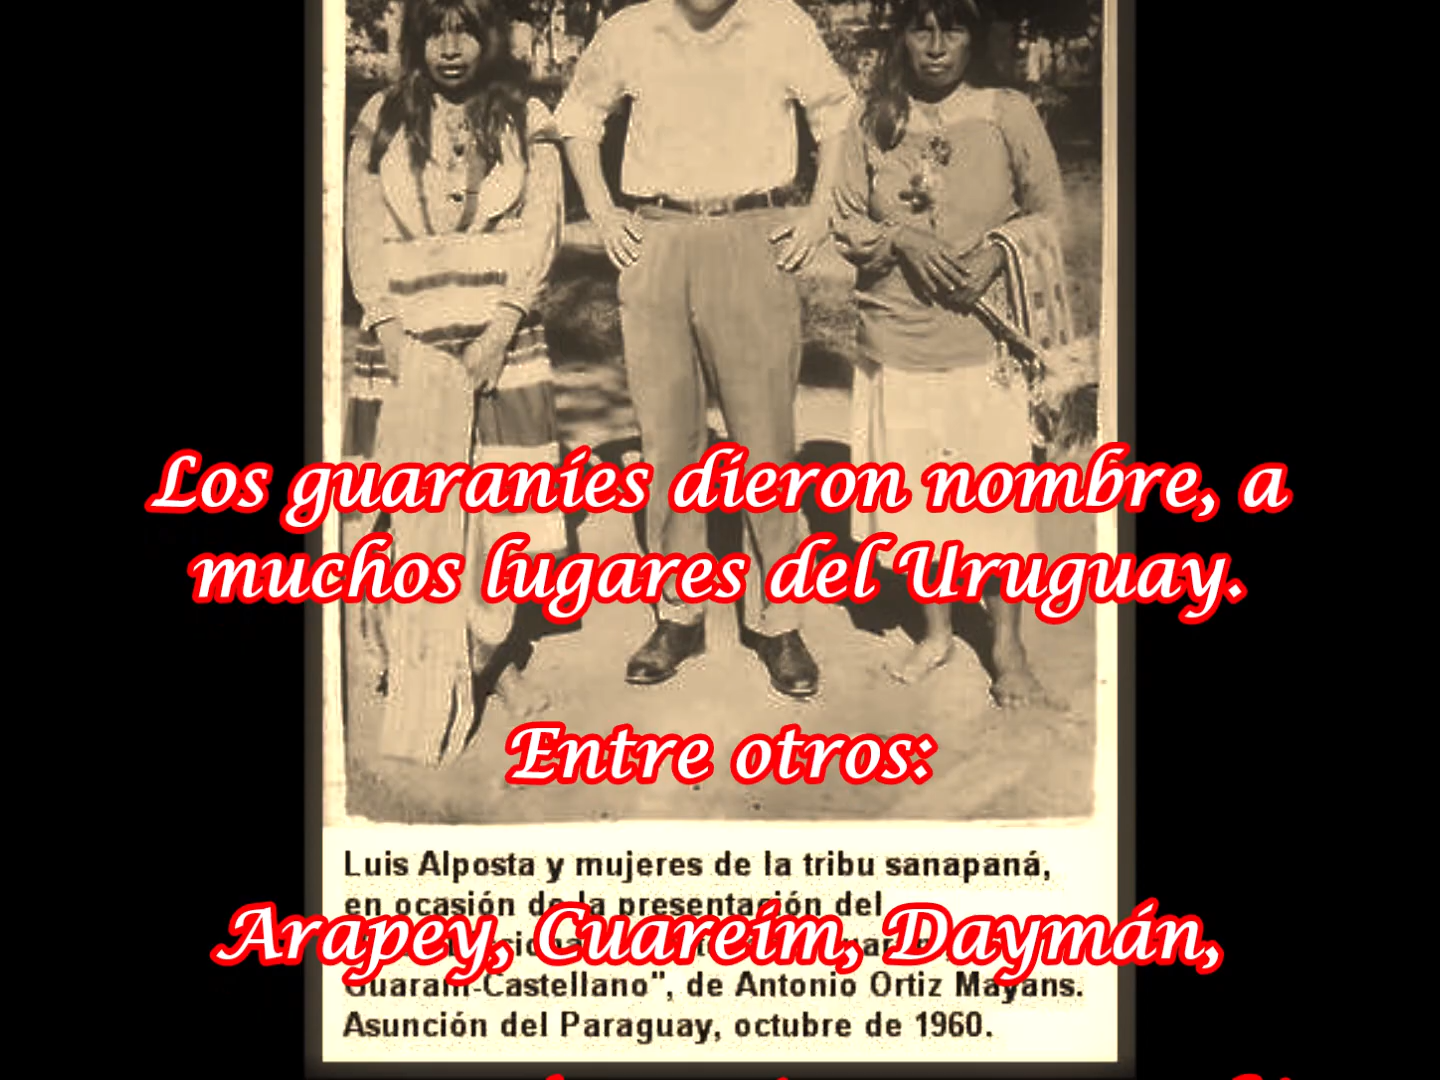 Los guaraníes dieron nombre, a
muchos lugares del Uruguay.
Entre otros:
Luis Alposta y mujeres de la tribu sanapaná,
en ocasión de la presentación del
Arapey, Cuareim, Daymán,
Guaraní-Castellano", de Antonio Ortiz Mayans.
Asunción del Paraguay, octubre de 1960.